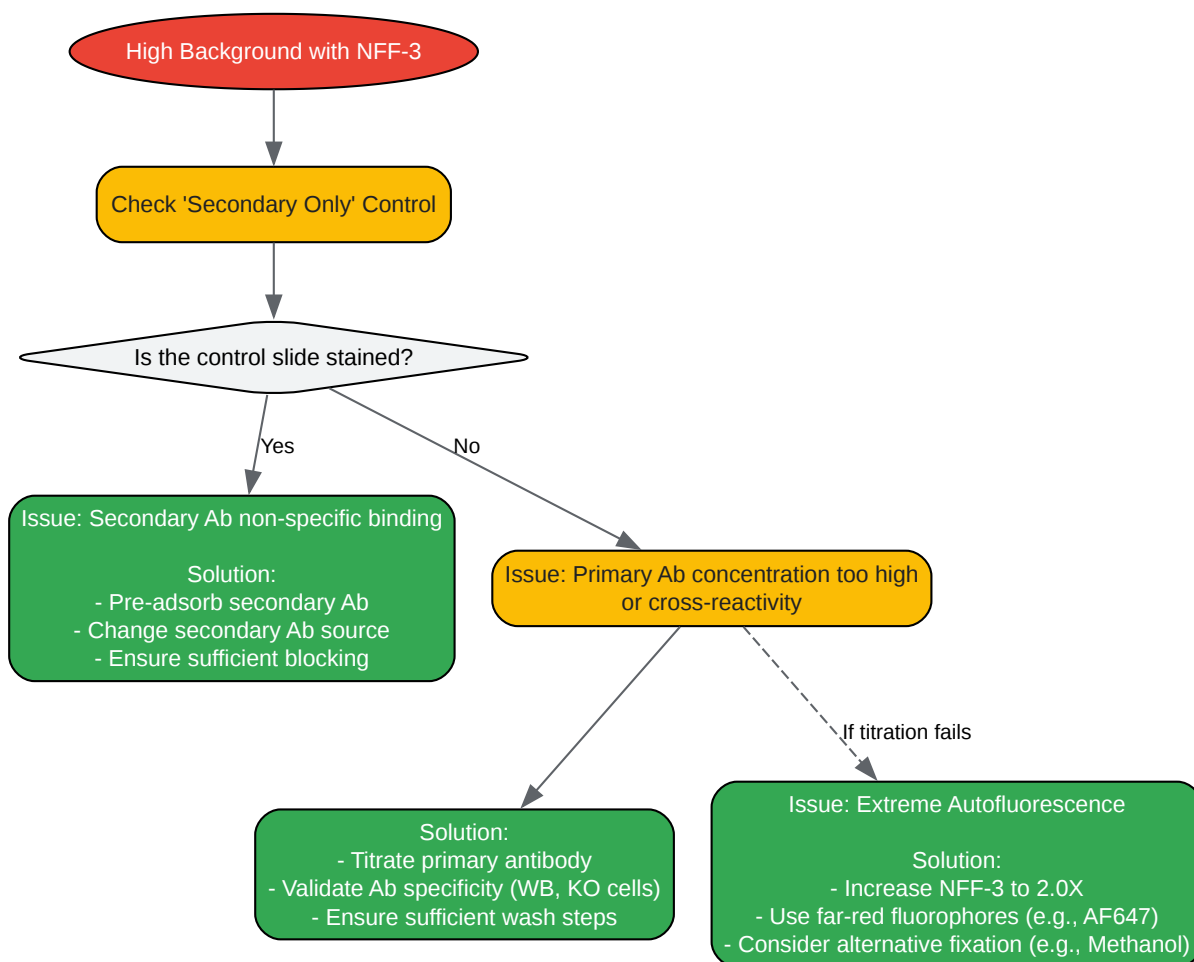 High Background with NFF-3
Check 'Secondary Only' Control
Is the control slide stained?
Yes
No
Issue: Secondary Ab non-specific binding
Solution:
- Pre-adsorb secondary Ab
- Change secondary Ab source
- Ensure sufficient blocking
Issue: Primary Ab concentration too high
or cross-reactivity
If titration fails
Solution:
- Titrate primary antibody
- Validate Ab specificity (WB, KO cells)
- Ensure sufficient wash steps
Issue: Extreme Autofluorescence
Solution:
- Increase NFF-3 to 2.0X
- Use far-red fluorophores (e.g., AF647)
- Consider alternative fixation (e.g., Methanol)